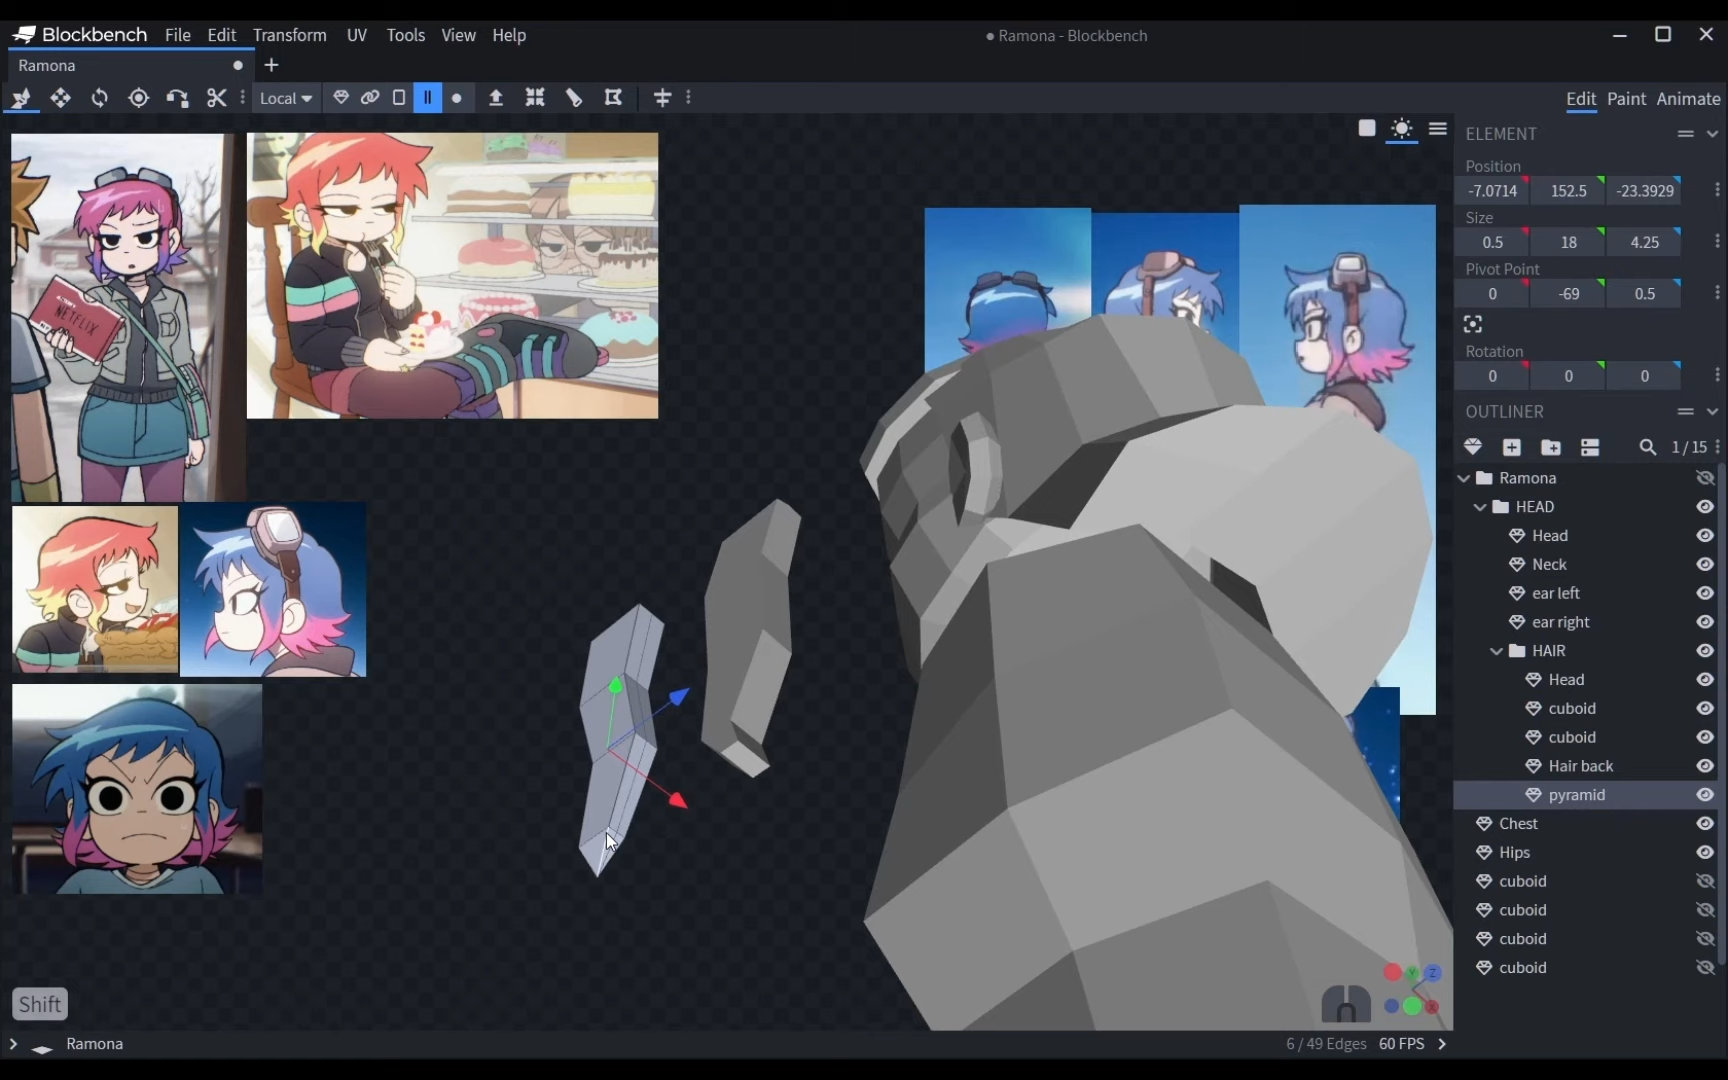 Blockbench File Edit Transform UV Tools View Help
● Ramona - Blockbench
Ramona
Local
Edit Paint Animate
ELEMENT
Position
-7.0714 152.5 -23.3929
Size
0.5 18 4.25
Pivot Point
0 -69 0.5
Rotation
0 0 0
OUTLINER
1 / 15
Ramona
HEAD
Head
Neck
ear left
ear right
HAIR
Head
cuboid
cuboid
Hair back
pyramid
Chest
Hips
cuboid
cuboid
cuboid
cuboid
NETFLIX
Shift
Ramona
6 / 49 Edges 60 FPS